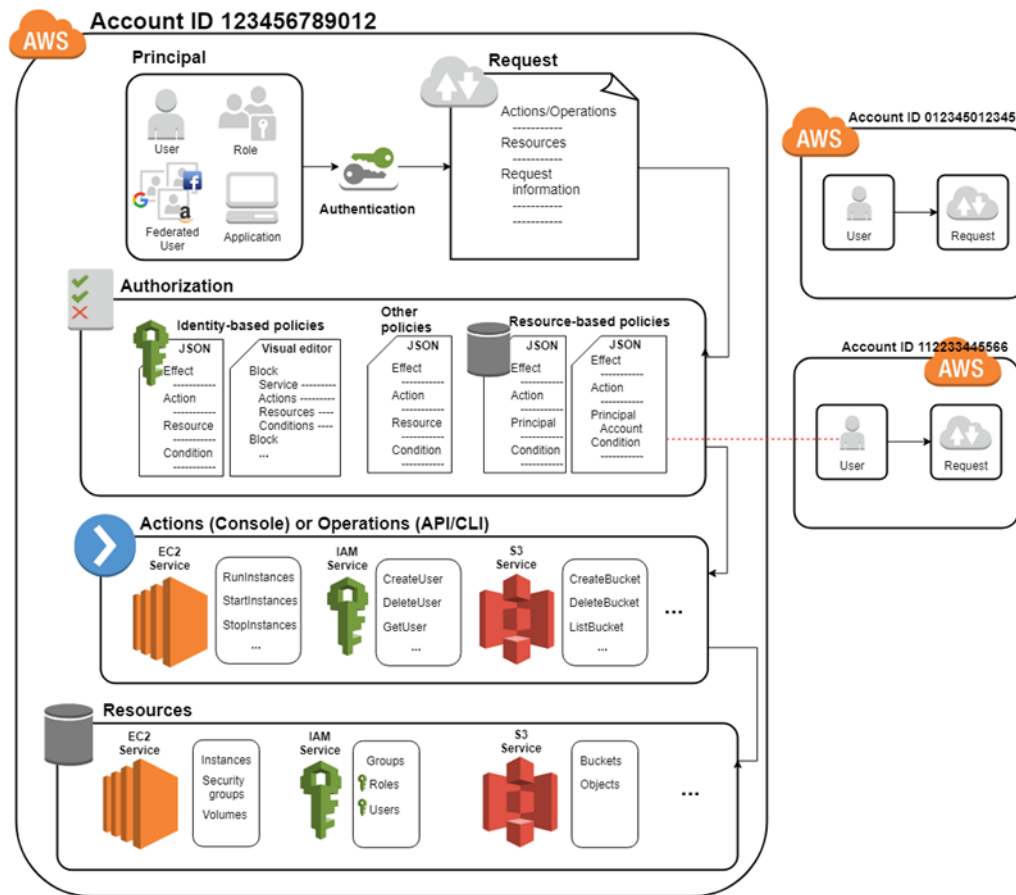 AWS
Account ID 123456789012
Principal
User
Role
Federated
User
Application
G
f
a
Authentication
Request
Actions/Operations
-----------
Resources
-----------
Request
information
-----------
-----------
AWS
Account ID 012345012345
User
Request
Authorization
Identity-based policies
JSON
Effect
-----------
Action
-----------
Resource
-----------
Condition
-----------
Visual editor
Block
Service ---------
Actions ---------
Resources ----
Conditions ----
Block
...
Other
policies
JSON
Effect
-----------
Action
-----------
Resource
-----------
Condition
-----------
Resource-based policies
JSON
Effect
-----------
Action
-----------
Principal
-----------
Condition
-----------
JSON
Effect
-----------
Action
-----------
Principal
Account
Condition
-----------
Account ID 112233445566
AWS
User
Request
Actions (Console) or Operations (API/CLI)
EC2
Service
RunInstances
StartInstances
StopInstances
...
IAM
Service
CreateUser
DeleteUser
GetUser
...
S3
Service
CreateBucket
DeleteBucket
ListBucket
...
...
Resources
EC2
Service
Instances
Security
groups
Volumes
IAM
Service
Groups
Roles
Users
S3
Service
Buckets
Objects
...